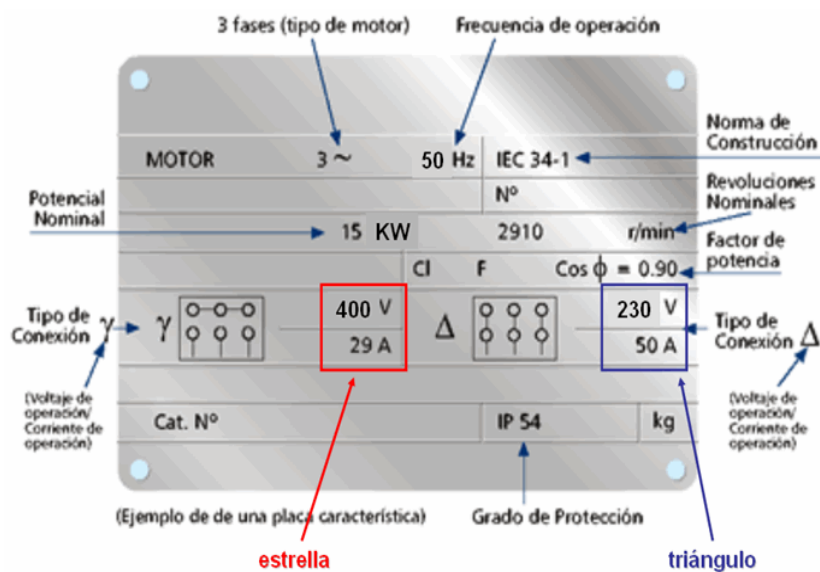 3 fases (tipo de motor)
Frecuencia de operación
Norma de
Construcción
MOTOR 3 ~ 50 Hz IEC 34-1
Nº
Potencial
Nominal
Revoluciones
Nominales
15 KW 2910 r/min
Factor de
potencia
Cl F Cos ϕ = 0.90
Tipo de
Conexión γ
γ 400 V
29 A
Δ 230 V
50 A
Tipo de
Conexión Δ
(Voltaje de
operación/
Corriente de
operación)
(Voltaje de
operación/
Corriente de
operación)
Cat. Nº IP 54 kg
(Ejemplo de de una placa característica)
Grado de Protección
estrella
triángulo